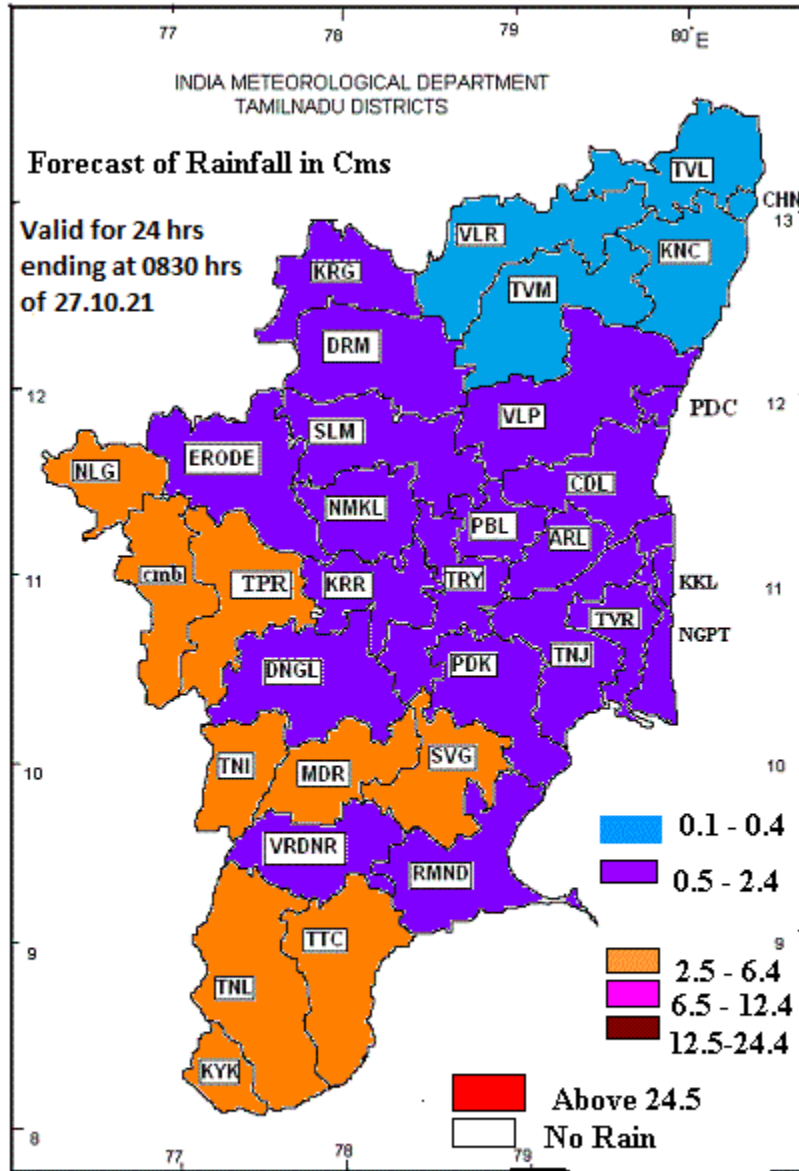 77 78 79 80° E
INDIA METEOROLOGICAL DEPARTMENT
TAMILNADU DISTRICTS
Forecast of Rainfall in Cms
Valid for 24 hrs
ending at 0830 hrs
of 27.10.21
TVL
CHN
13
VLR
KNC
KRG
TVM
DRM
12
12
PDC
VLP
SLM
ERODE
NLG
CDL
NMKL
PBL
ARL
11
cmb
TPR
KRR
TRY
KKL
11
TVR
NGPT
DNGL
PDK
TNJ
10
TNI
MDR
SVG
10
0.1 - 0.4
VRDNR
RMND
0.5 - 2.4
9
TTC
9
2.5 - 6.4
TNL
6.5 - 12.4
12.5-24.4
KYK
Above 24.5
8
No Rain
77 78 79